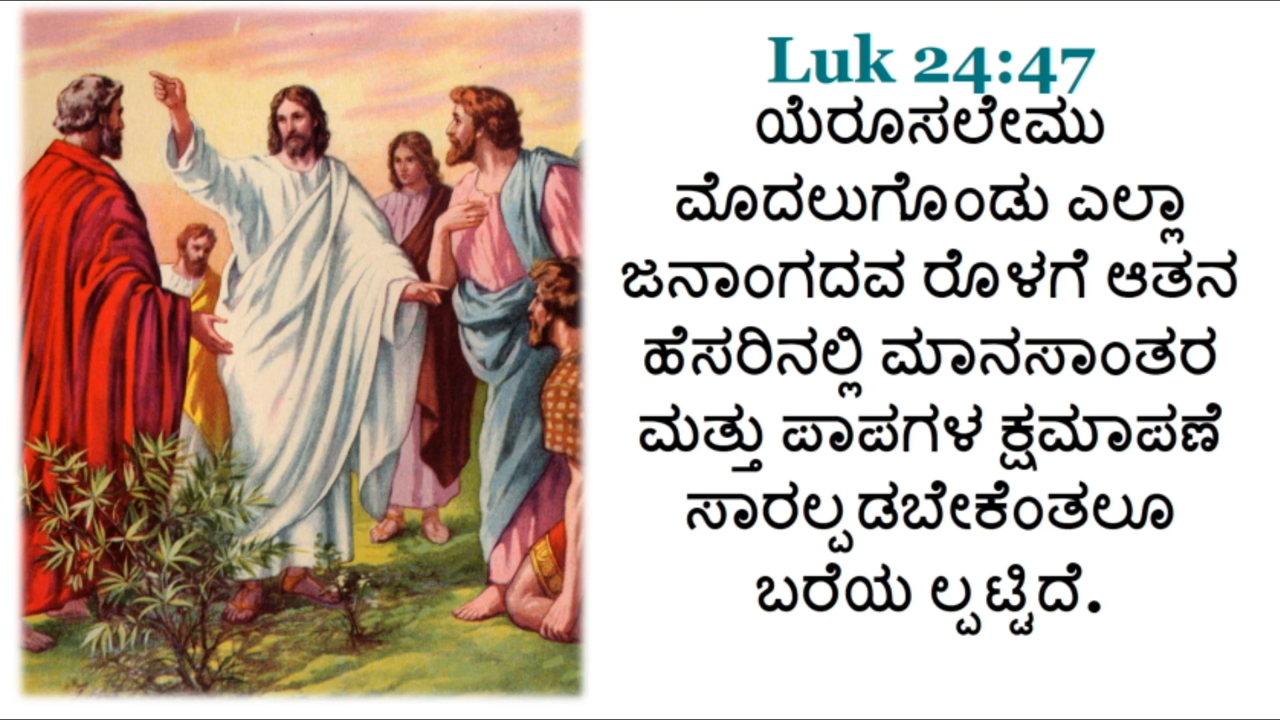 Luk 24:47
ಯೆರೂಸಲೇಮು
ಮೊದಲುಗೊಂಡು ಎಲ್ಲಾ
ಜನಾಂಗದವ ರೊಳಗೆ ಆತನ
ಹೆಸರಿನಲ್ಲಿ ಮಾನಸಾಂತರ
ಮತ್ತು ಪಾಪಗಳ ಕ್ಷಮಾಪಣೆ
ಸಾರಲ್ಪಡಬೇಕೆಂತಲೂ
ಬರೆಯ ಲ್ಪಟ್ಟಿದೆ.